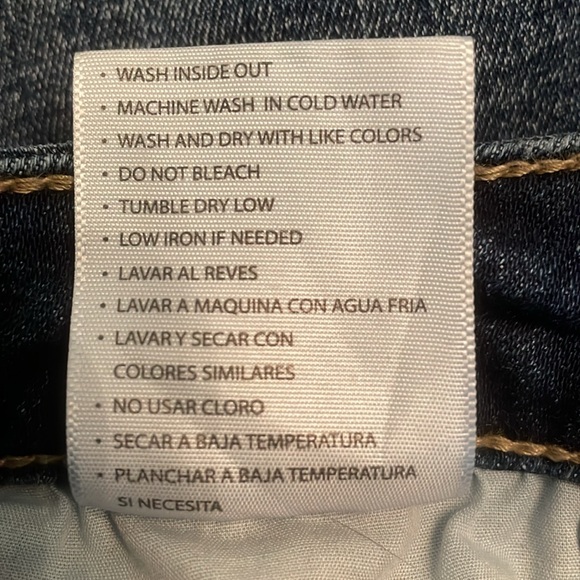 • WASH INSIDE OUT
• MACHINE WASH IN COLD WATER
• WASH AND DRY WITH LIKE COLORS
• DO NOT BLEACH
• TUMBLE DRY LOW
• LOW IRON IF NEEDED
• LAVAR AL REVES
• LAVAR A MAQUINA CON AGUA FRIA
• LAVAR Y SECAR CON
COLORES SIMILARES
• NO USAR CLORO
• SECAR A BAJA TEMPERATURA
• PLANCHAR A BAJA TEMPERATURA
SI NECESITA